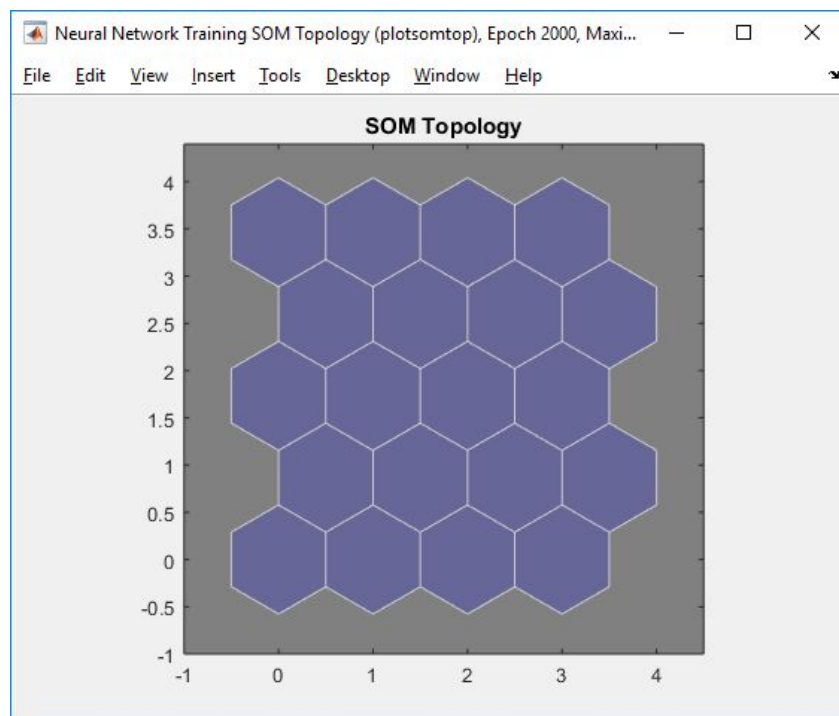 Neural Network Training SOM Topology (plotsomtop), Epoch 2000, Maxi...
File Edit View Insert Tools Desktop Window Help
SOM Topology
4
3.5
3
2.5
2
1.5
1
0.5
0
-0.5
-1
-1 0 1 2 3 4